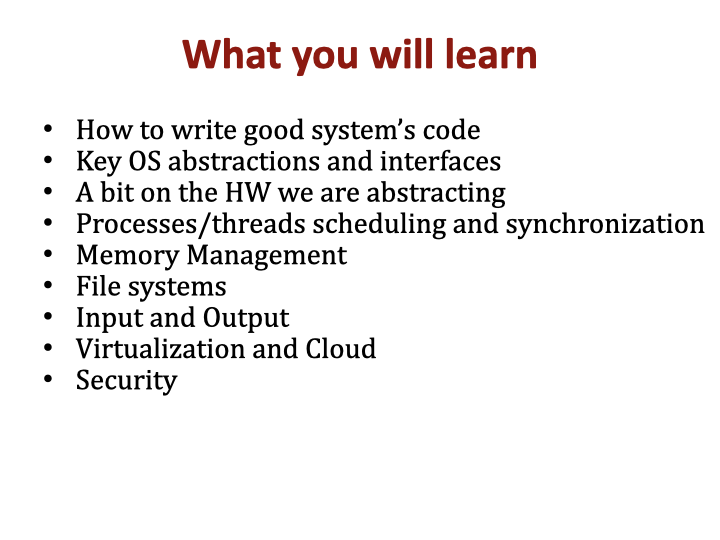 What you will learn
• How to write good system’s code
• Key OS abstractions and interfaces
• A bit on the HW we are abstracting
• Processes/threads scheduling and synchronization
• Memory Management
• File systems
• Input and Output
• Virtualization and Cloud
• Security